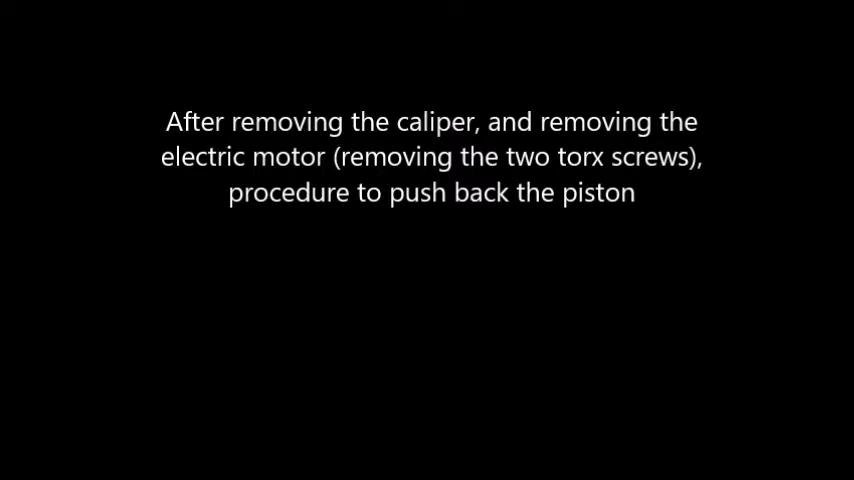 After removing the caliper, and removing the
electric motor (removing the two torx screws),
procedure to push back the piston